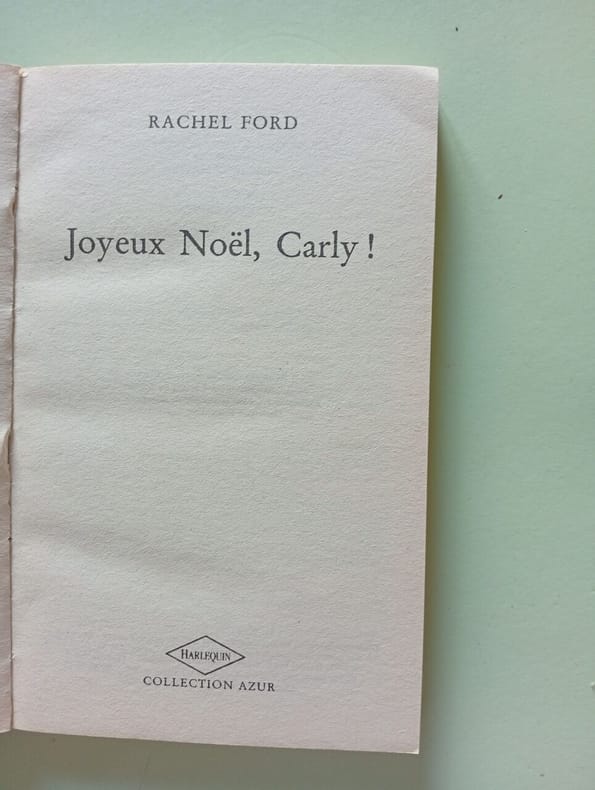 RACHEL FORD
Joyeux Noël, Carly !
HARLEQUIN
COLLECTION AZUR